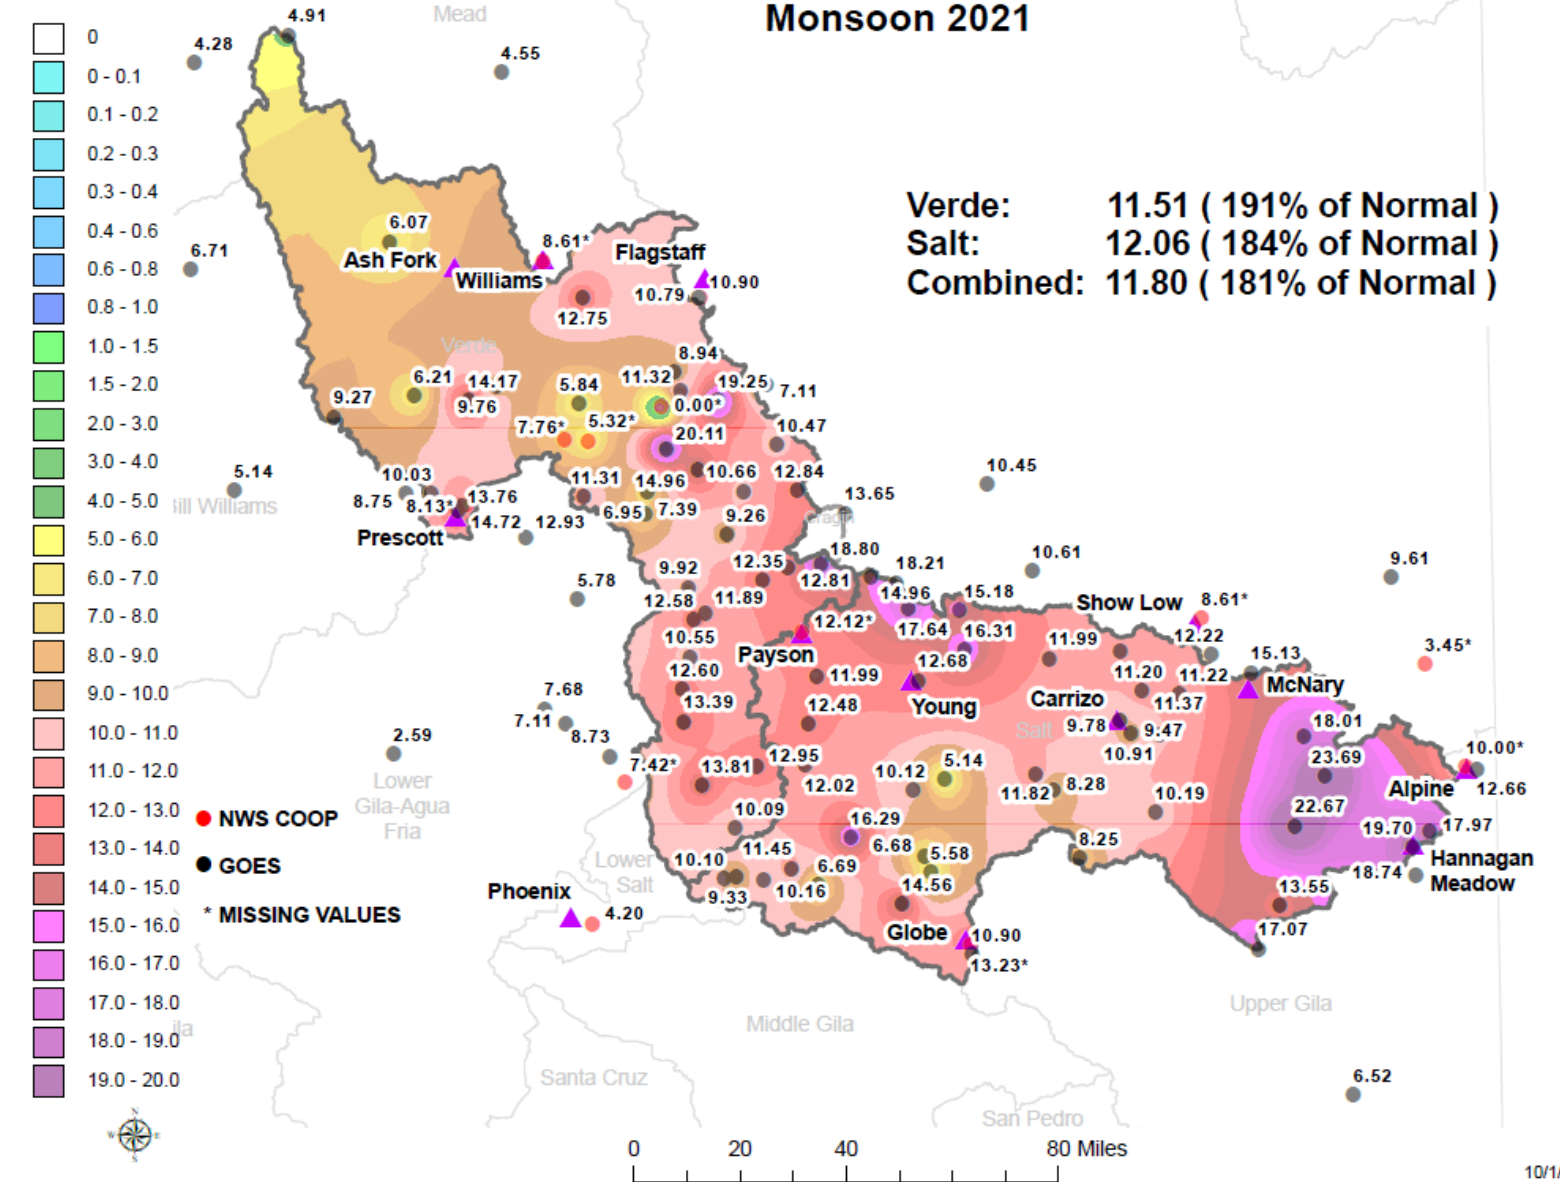 Monsoon 2021
4.91
Mead
4.28
4.55
0
0 - 0.1
0.1 - 0.2
0.2 - 0.3
0.3 - 0.4
0.4 - 0.6
0.6 - 0.8
0.8 - 1.0
1.0 - 1.5
1.5 - 2.0
2.0 - 3.0
3.0 - 4.0
4.0 - 5.0
5.0 - 6.0
6.0 - 7.0
7.0 - 8.0
8.0 - 9.0
9.0 - 10.0
10.0 - 11.0
11.0 - 12.0
12.0 - 13.0
13.0 - 14.0
14.0 - 15.0
15.0 - 16.0
16.0 - 17.0
17.0 - 18.0
18.0 - 19.0
19.0 - 20.0
Verde: 11.51 ( 191% of Normal )
Salt: 12.06 ( 184% of Normal )
Combined: 11.80 ( 181% of Normal )
6.07
6.71
Ash Fork
8.61*
Williams
Flagstaff
10.90
10.79
12.75
Verde
8.94
6.21
14.17
5.84
11.32
19.25
7.11
9.27
9.76
0.00*
7.76*
5.32*
20.11
10.47
5.14
10.03
11.31
14.96
10.66
12.84
10.45
Bill Williams
8.75
8.13*
13.76
14.72
12.93
6.95
7.39
9.26
13.65
Cragin
Prescott
9.92
12.35
18.80
18.21
10.61
9.61
5.78
12.58
11.89
12.81
14.96
15.18
Show Low
8.61*
12.12*
17.64
16.31
12.22
10.55
Payson
11.99
12.68
11.99
15.13
3.45*
12.60
11.20
11.22
McNary
7.68
13.39
12.48
Young
Carrizo
11.37
7.11
Salt
9.78
9.47
18.01
2.59
8.73
12.95
5.14
10.91
10.00*
7.42*
13.81
12.02
10.12
23.69
Lower
Gila-Agua
Fria
11.82
8.28
10.19
Alpine
12.66
NWS COOP
10.09
16.29
22.67
19.70
17.97
GOES
Lower
Salt
11.45
6.68
5.58
8.25
10.10
6.69
18.74
Hannagan
Meadow
Phoenix
9.33
10.16
14.56
13.55
* MISSING VALUES
4.20
Globe
10.90
17.07
13.23*
Upper Gila
Middle Gila
ila
Santa Cruz
6.52
San Pedro
N
W
E
S
0 20 40 80 Miles
10/1/